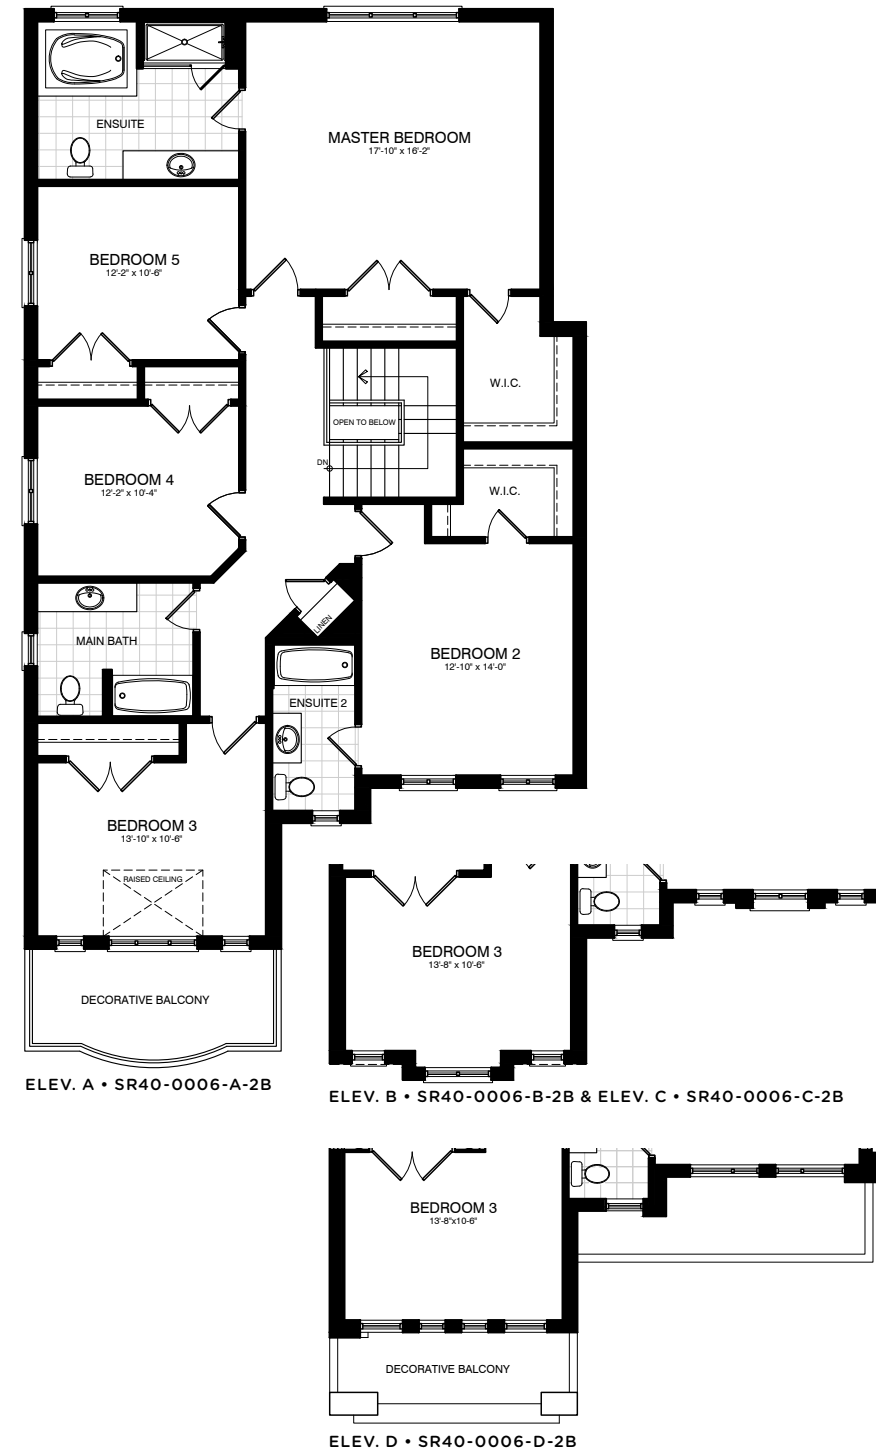 ENSUITE
MASTER BEDROOM
17'-10" x 16'-2"
BEDROOM 5
12'-2" x 10'-6"
W.I.C.
OPEN TO BELOW
DN
BEDROOM 4
12'-2" x 10'-4"
W.I.C.
LINEN
MAIN BATH
BEDROOM 2
12'-10" x 14'-0"
ENSUITE 2
BEDROOM 3
13'-10" x 10'-6"
RAISED CEILING
DECORATIVE BALCONY
ELEV. A • SR40-0006-A-2B
BEDROOM 3
13'-8" x 10'-6"
ELEV. B • SR40-0006-B-2B & ELEV. C • SR40-0006-C-2B
BEDROOM 3
13'-8"x10-6"
DECORATIVE BALCONY
ELEV. D • SR40-0006-D-2B